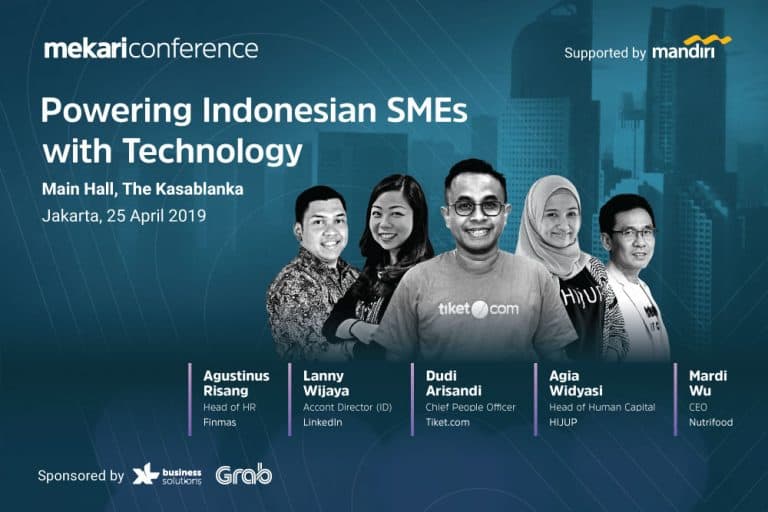 mekariconference
Supported by mandiri
Powering Indonesian SMEs
with Technology
Main Hall, The Kasablanka
Jakarta, 25 April 2019
tiket.com
HIJUP
Agustinus
Risang
Head of HR
Finmas
Lanny
Wijaya
Accont Director (ID)
LinkedIn
Dudi
Arisandi
Chief People Officer
Tiket.com
Agia
Widyasi
Head of Human Capital
HIJUP
Mardi
Wu
CEO
Nutrifood
Sponsored by XL business
solutions Grab